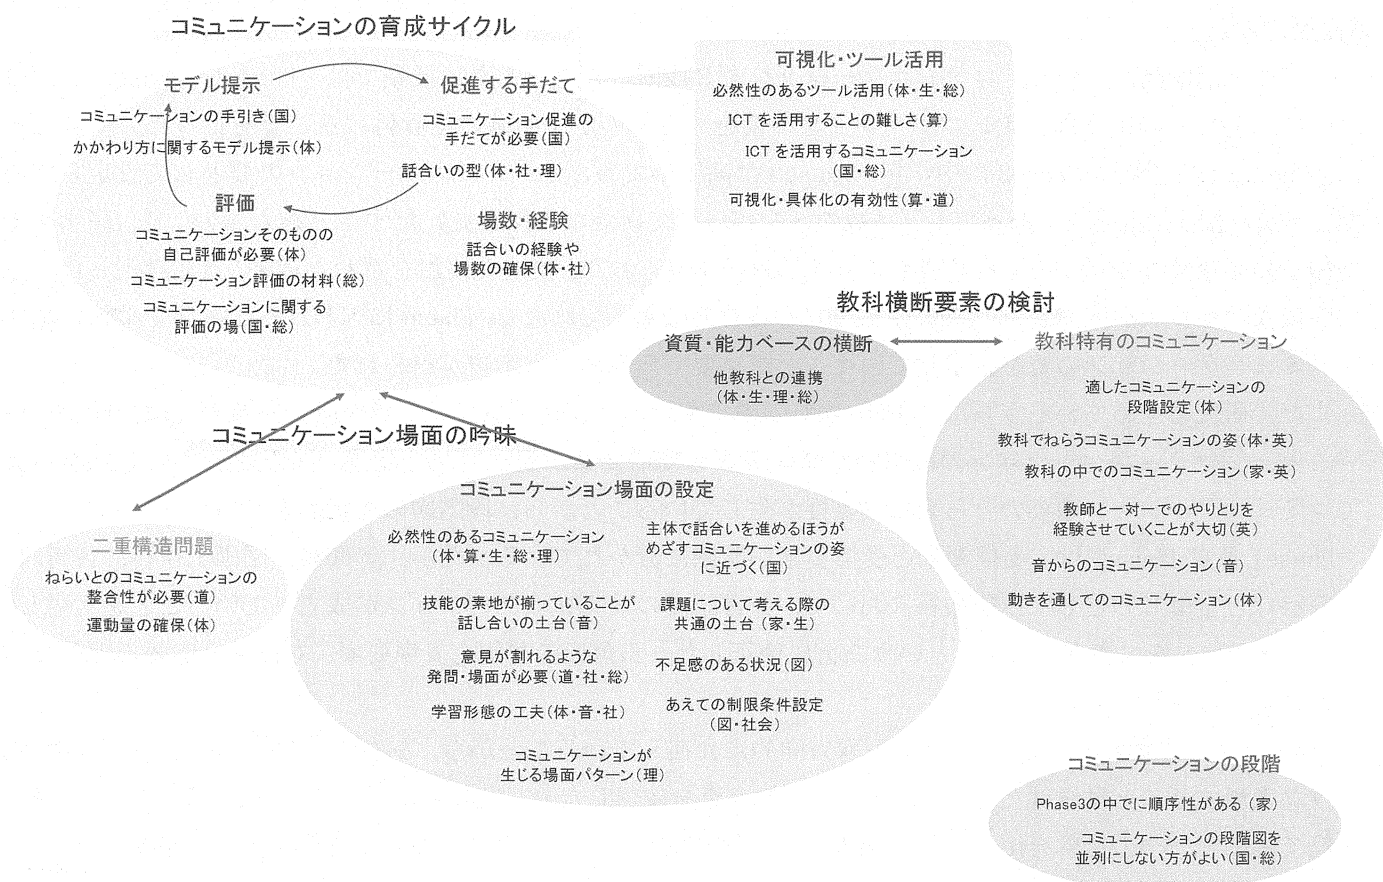 コミュニケーションの育成サイクル
モデル提示
コミュニケーションの手引き(国)
かかわり方に関するモデル提示(体)
促進する手だて
コミュニケーション促進の
手だてが必要(国)
話合いの型(体・社・理)
評価
コミュニケーションそのものの
自己評価が必要(体)
コミュニケーション評価の材料(総)
コミュニケーションに関する
評価の場(国・総)
場数・経験
話合いの経験や
場数の確保(体・社)
可視化・ツール活用
必然性のあるツール活用(体・生・総)
ICTを活用することの難しさ(算)
ICTを活用するコミュニケーション
(国・総)
可視化・具体化の有効性(算・道)
教科横断要素の検討
資質・能力ベースの横断
他教科との連携
(体・生・理・総)
教科特有のコミュニケーション
適したコミュニケーションの
段階設定(体)
教科でねらうコミュニケーションの姿(体・英)
教科の中でのコミュニケーション(家・英)
教師と一対一でのやりとりを
経験させていくことが大切(英)
音からのコミュニケーション(音)
動きを通してのコミュニケーション(体)
コミュニケーション場面の吟味
二重構造問題
ねらいとのコミュニケーションの
整合性が必要(道)
運動量の確保(体)
コミュニケーション場面の設定
必然性のあるコミュニケーション
(体・算・生・総・理)
主体で話合いを進めるほうが
めざすコミュニケーションの姿
に近づく(国)
技能の素地が揃っていることが
話し合いの土台(音)
課題について考える際の
共通の土台(家・生)
意見が割れるような
発問・場面が必要(道・社・総)
不足感のある状況(図)
学習形態の工夫(体・音・社)
あえての制限条件設定
(図・社会)
コミュニケーションが
生じる場面パターン(理)
コミュニケーションの段階
Phase3の中でに順序性がある(家)
コミュニケーションの段階図を
並列にしない方がよい(国・総)